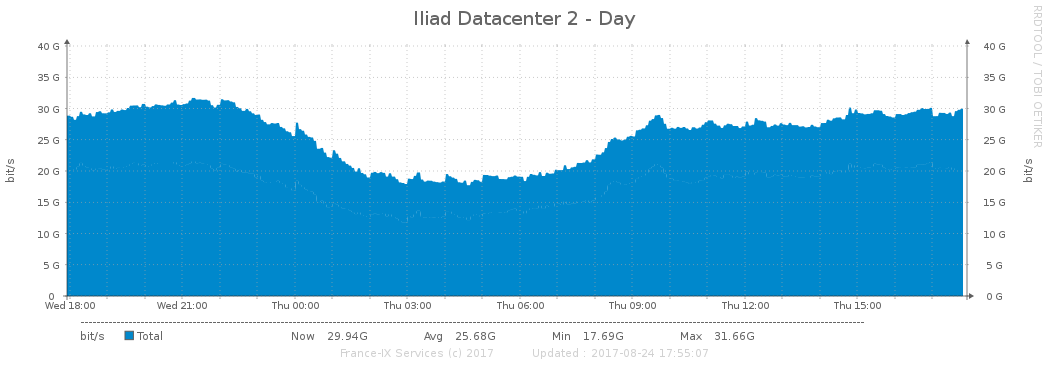 Iliad Datacenter 2 - Day
RRDTOOL / TOBI OETIKER
40 G 40 G
35 G 35 G
30 G 30 G
25 G 25 G
20 G 20 G
15 G 15 G
10 G 10 G
5 G 5 G
0 0 G
bit/s
bit/s
Wed 18:00 Wed 21:00 Thu 00:00 Thu 03:00 Thu 06:00 Thu 09:00 Thu 12:00 Thu 15:00
bit/s Total Now 29.94G Avg 25.68G Min 17.69G Max 31.66G
France-IX Services (c) 2017 Updated : 2017-08-24 17:55:07